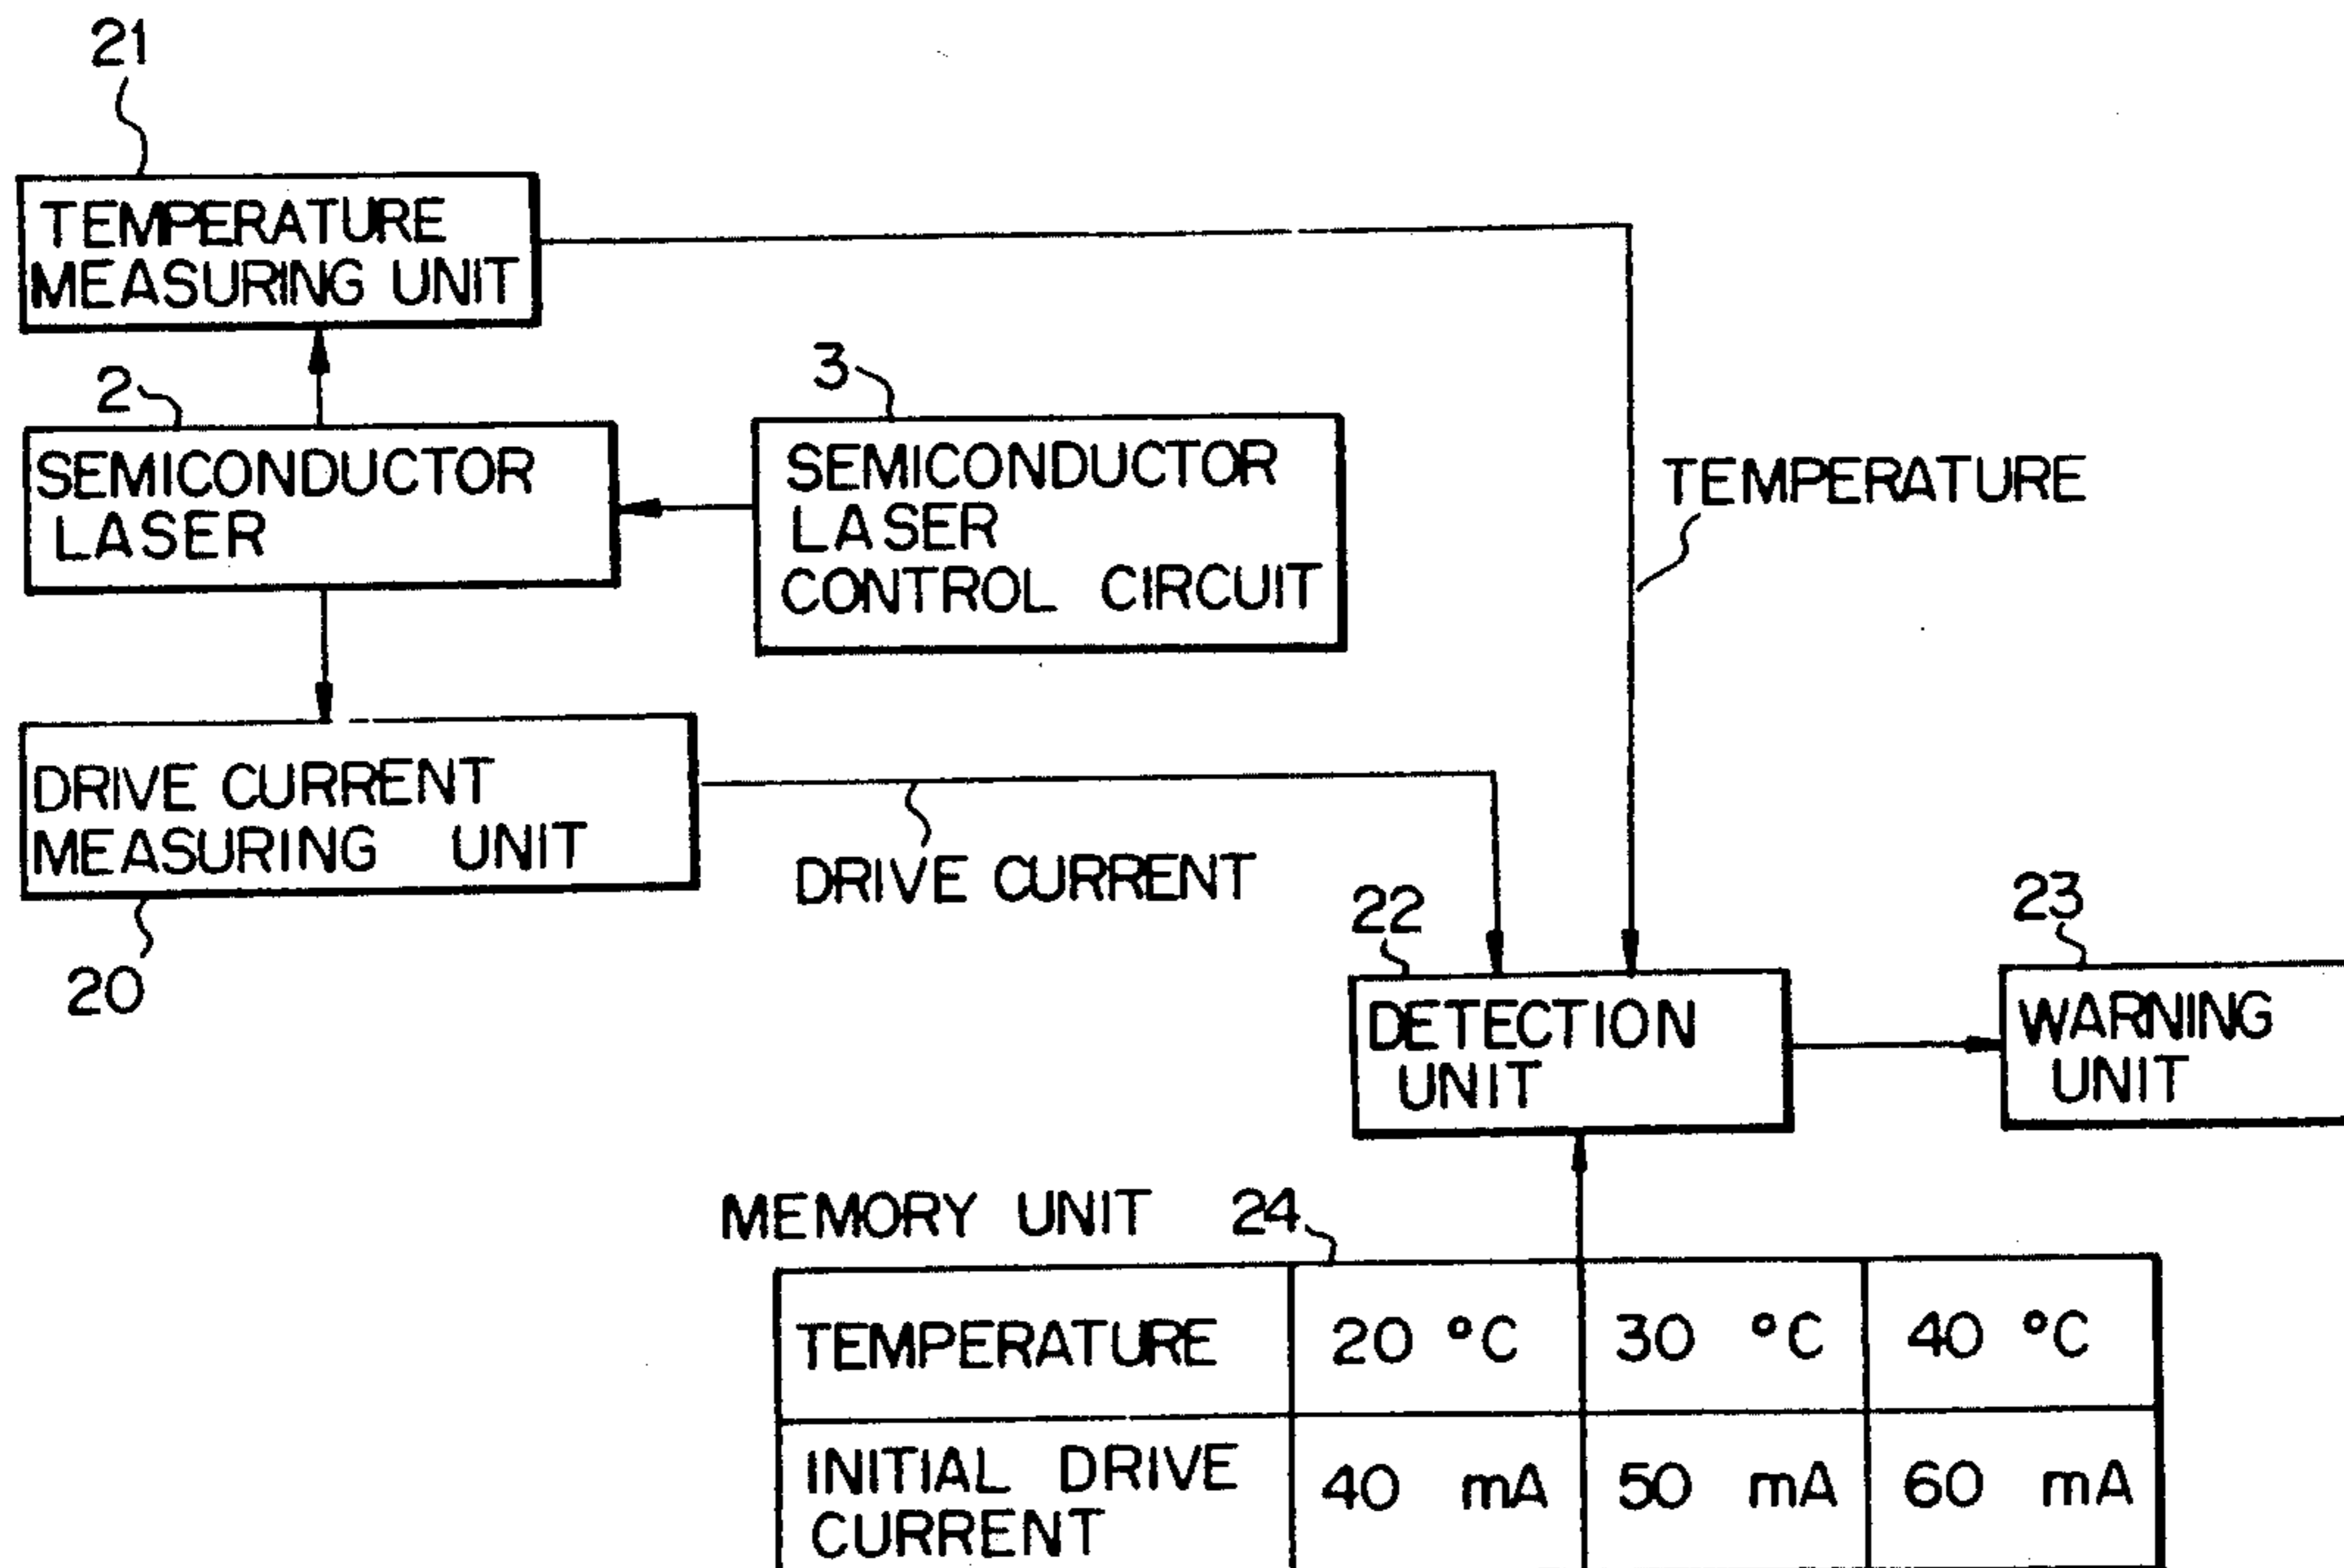 21
TEMPERATURE
MEASURING UNIT
2
SEMICONDUCTOR
LASER
3
SEMICONDUCTOR
LASER
CONTROL CIRCUIT
TEMPERATURE
DRIVE CURRENT
MEASURING UNIT
20
DRIVE CURRENT
22
DETECTION
UNIT
23
WARNING
UNIT
MEMORY UNIT 24
TEMPERATURE 20 °C 30 °C 40 °C
INITIAL DRIVE
CURRENT 40 mA 50 mA 60 mA